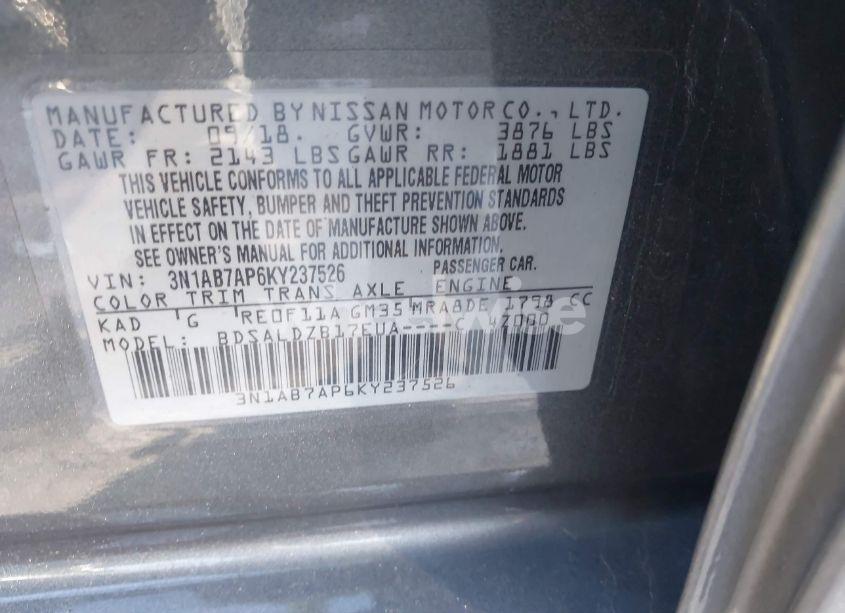 MANUFACTURED BY NISSAN MOTOR CO., LTD.
DATE: 09/18. GVWR: 3876 LBS
GAWR FR: 2143 LBS GAWR RR: 1881 LBS
THIS VEHICLE CONFORMS TO ALL APPLICABLE FEDERAL MOTOR
VEHICLE SAFETY, BUMPER AND THEFT PREVENTION STANDARDS
IN EFFECT ON THE DATE OF MANUFACTURE SHOWN ABOVE.
SEE OWNER'S MANUAL FOR ADDITIONAL INFORMATION.
VIN: 3N1AB7AP6KY237526 PASSENGER CAR.
COLOR TRIM TRANS AXLE ENGINE
KAD G RE0F11A GM35 MRA8DE 1798 CC
MODEL: BDSALDZB17EUA----C
3N1AB7AP6KY237526